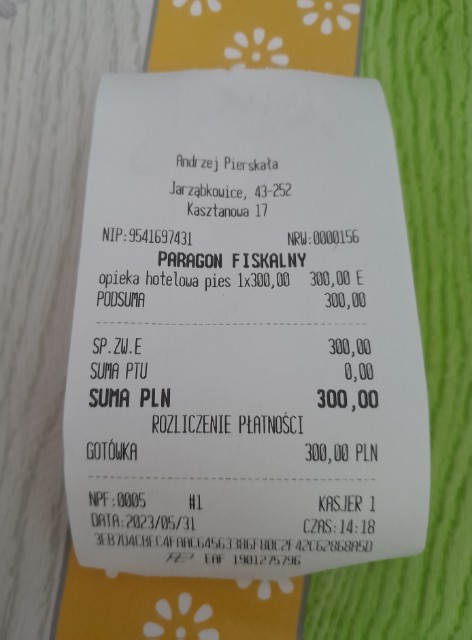 Andrzej Pierskała
Jarząbkowice, 43-252
Kasztanowa 17
NIP:9541697431 NRW:0000156
PARAGON FISKALNY
opieka hotelowa pies 1x300,00 300,00 E
PODSUMA 300,00
SP.ZW.E 300,00
SUMA PTU 0,00
SUMA PLN 300,00
ROZLICZENIE PŁATNOŚCI
GOTÓWKA 300,00 PLN
NPF:0005 #1 KASJER 1
DATA:2023/05/31 CZAS:14:18
EAF 1901275796